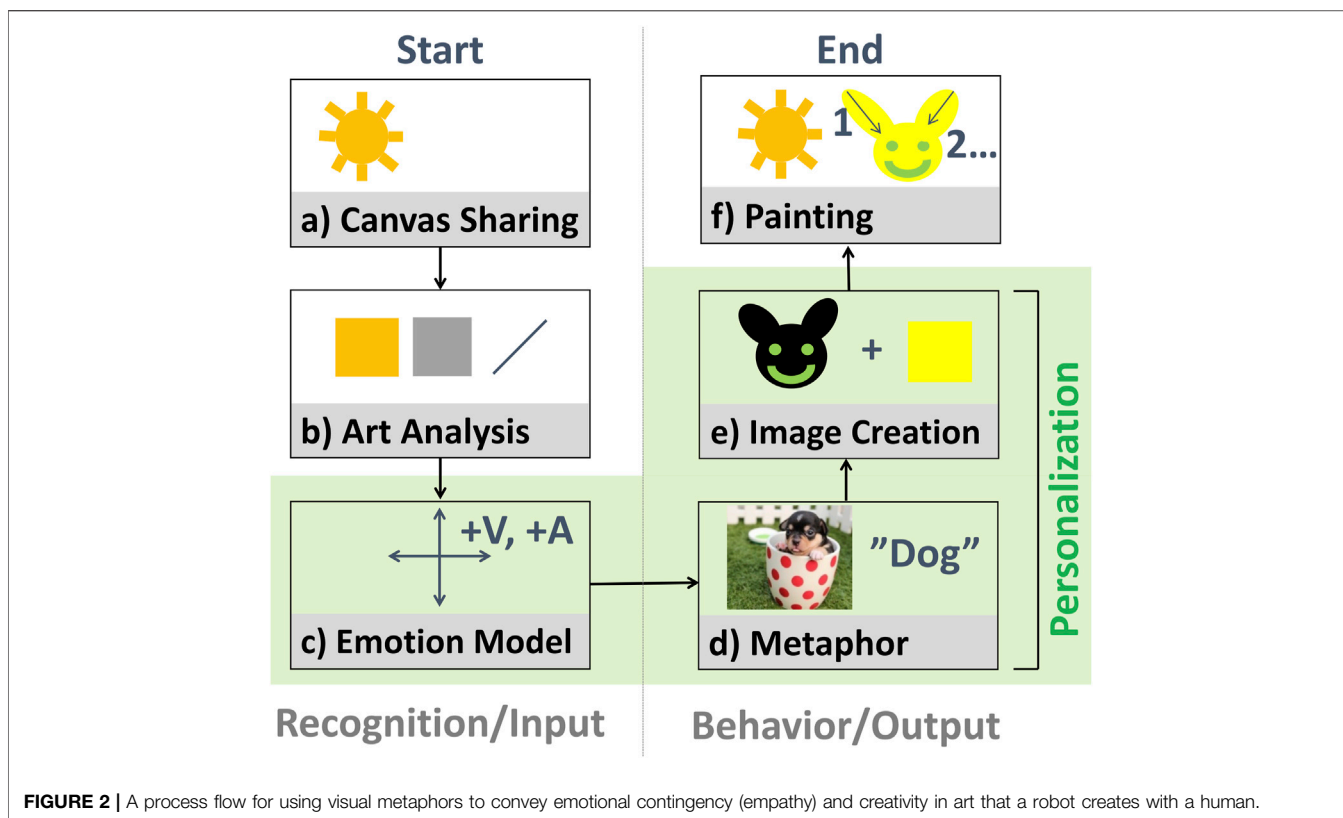 Start
End
a) Canvas Sharing
1
2...
f) Painting
b) Art Analysis
+
e) Image Creation
+V, +A
c) Emotion Model
”Dog”
d) Metaphor
Personalization
Recognition/Input
Behavior/Output
FIGURE 2 | A process flow for using visual metaphors to convey emotional contingency (empathy) and creativity in art that a robot creates with a human.